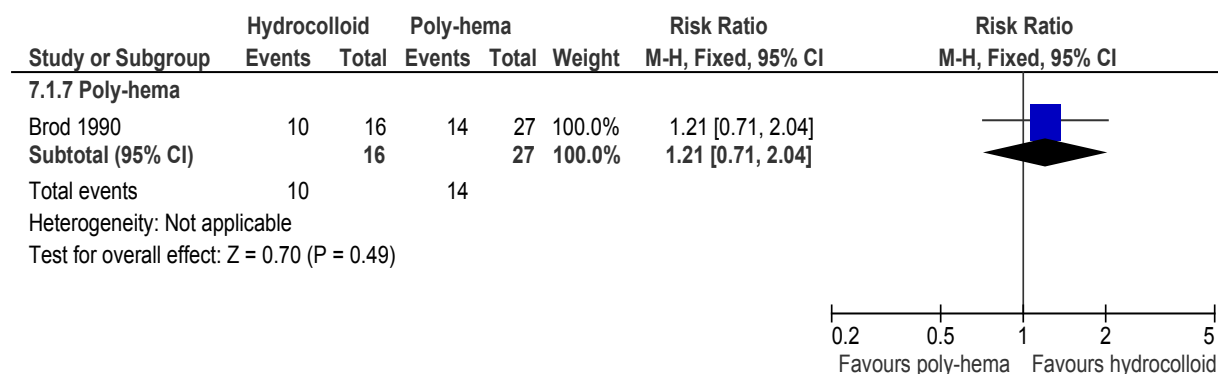 Hydrocolloid Poly-hema Risk Ratio Risk Ratio
Study or Subgroup Events Total Events Total Weight M-H, Fixed, 95% CI M-H, Fixed, 95% CI
7.1.7 Poly-hema
Brod 1990 10 16 14 27 100.0% 1.21 [0.71, 2.04]
Subtotal (95% CI) 16 27 100.0% 1.21 [0.71, 2.04]
Total events 10 14
Heterogeneity: Not applicable
Test for overall effect: Z = 0.70 (P = 0.49)
0.2 0.5 1 2 5
Favours poly-hema Favours hydrocolloid